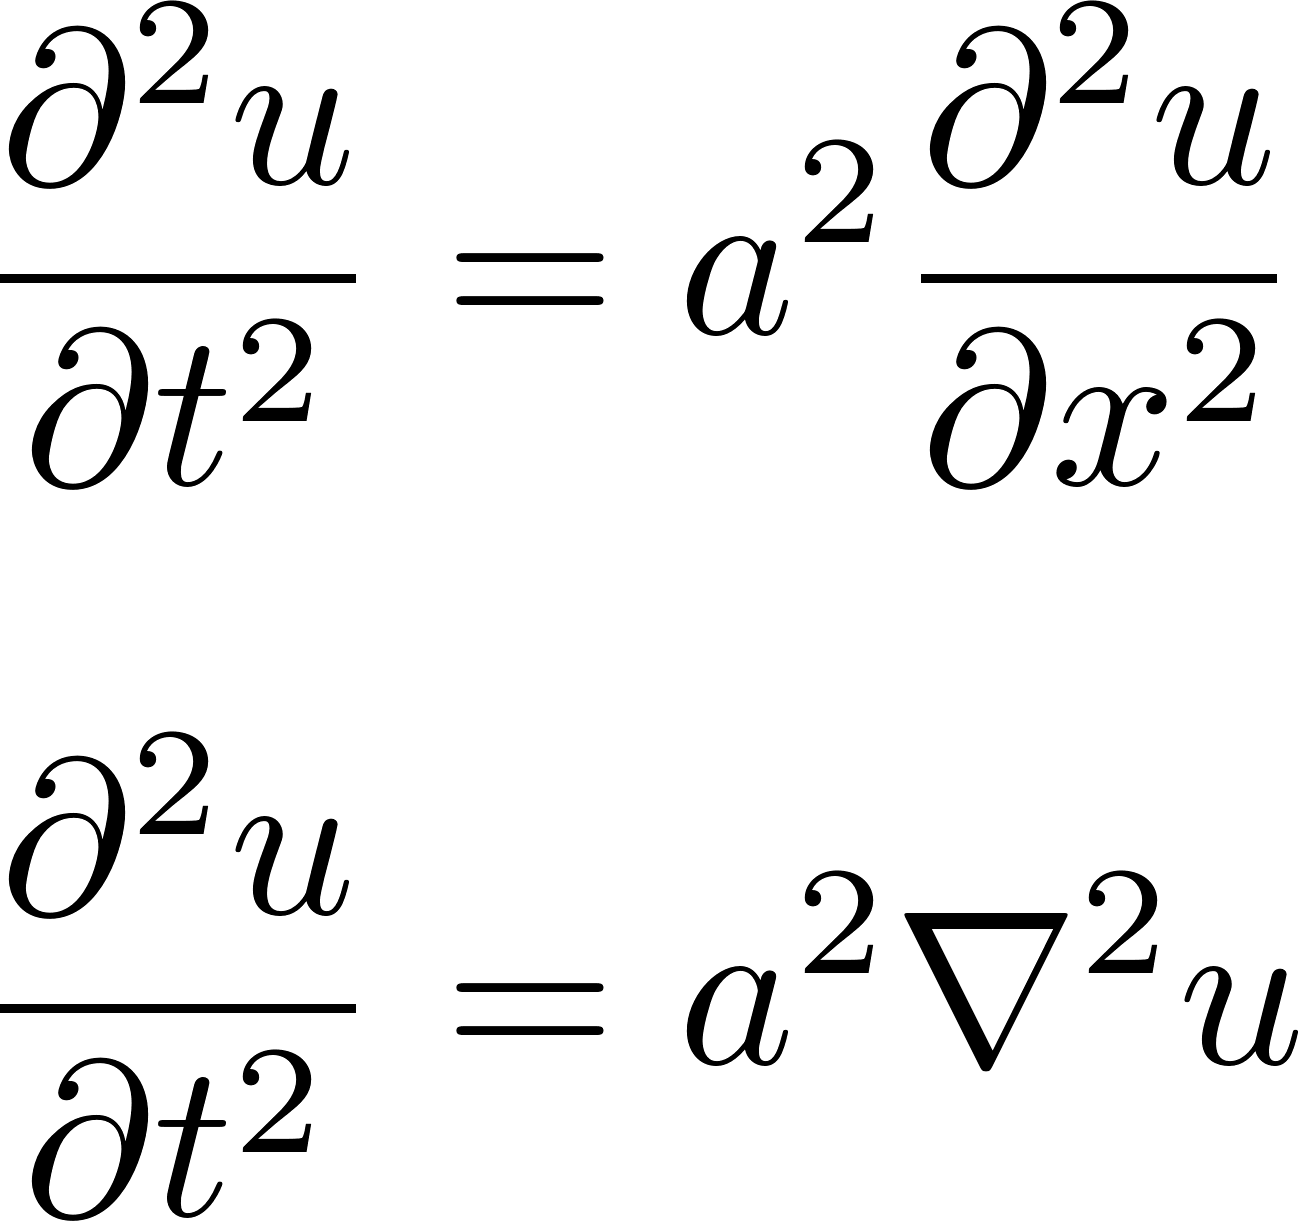 ∂²u/∂t² = a² ∂²u/∂x²
∂²u/∂t² = a²∇²u